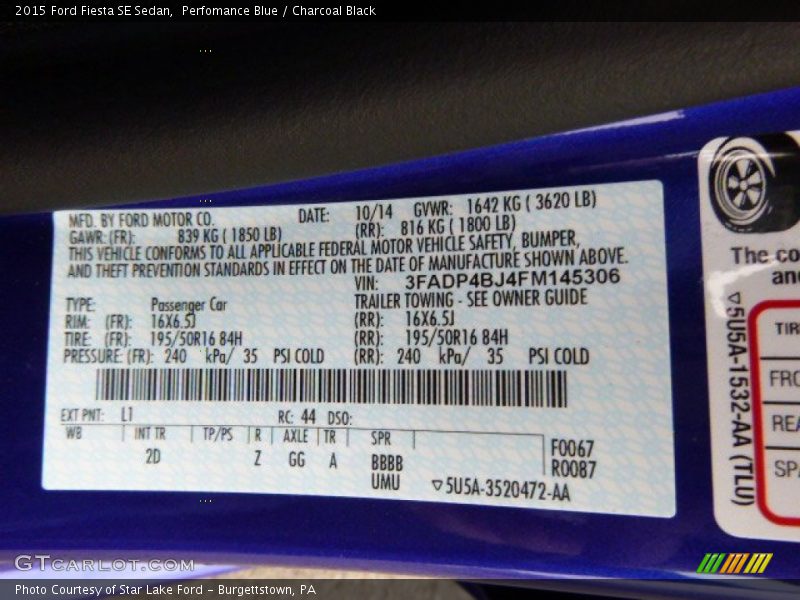 2015 Ford Fiesta SE Sedan,  Perfomance Blue / Charcoal Black
MFD. BY FORD MOTOR CO. DATE: 10/14 GVWR: 1642 KG ( 3620 LB)
GAWR: (FR): 839 KG ( 1850 LB) (RR): 816 KG ( 1800 LB)
THIS VEHICLE CONFORMS TO ALL APPLICABLE FEDERAL MOTOR VEHICLE SAFETY, BUMPER,
AND THEFT PREVENTION STANDARDS IN EFFECT ON THE DATE OF MANUFACTURE SHOWN ABOVE.
VIN: 3FADP4BJ4FM145306
TYPE: Passenger Car TRAILER TOWING - SEE OWNER GUIDE
RIM: (FR): 16X6.5J (RR): 16X6.5J
TIRE: (FR): 195/50R16 84H (RR): 195/50R16 84H
PRESSURE: (FR): 240 kPa/ 35 PSI COLD (RR): 240 kPa/ 35 PSI COLD
EXT PNT: L1 RC: 44 DSO:
WB INT TR TP/PS R AXLE TR SPR
2D Z GG A BBBB F0067
UMU R0087
▽5U5A-3520472-AA
The co
and
▽5U5A-1532-AA (TLU)
TIR
FRO
REA
SPA
GTcarlot.com
Photo Courtesy of Star Lake Ford - Burgettstown, PA